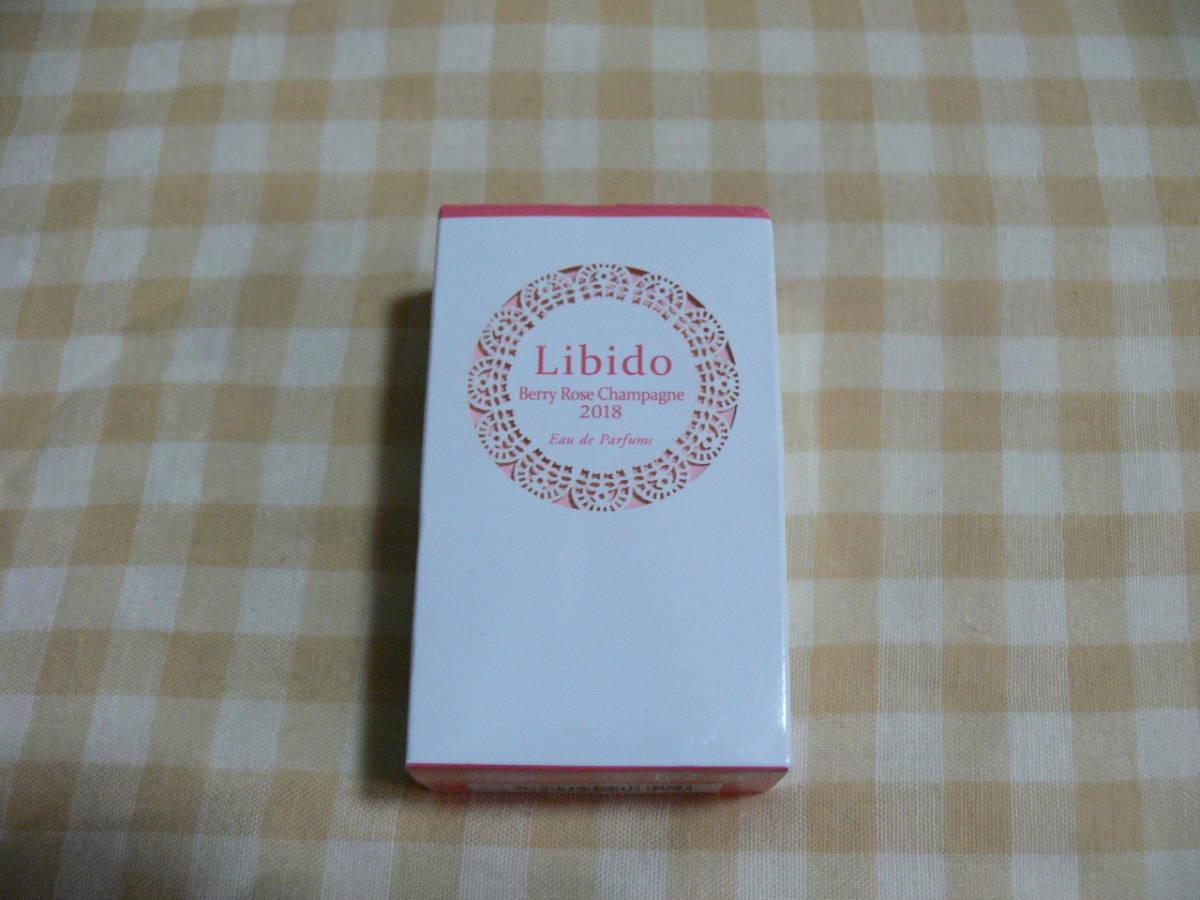 Libido
Berry Rose Champagne
2018
Eau de Parfums